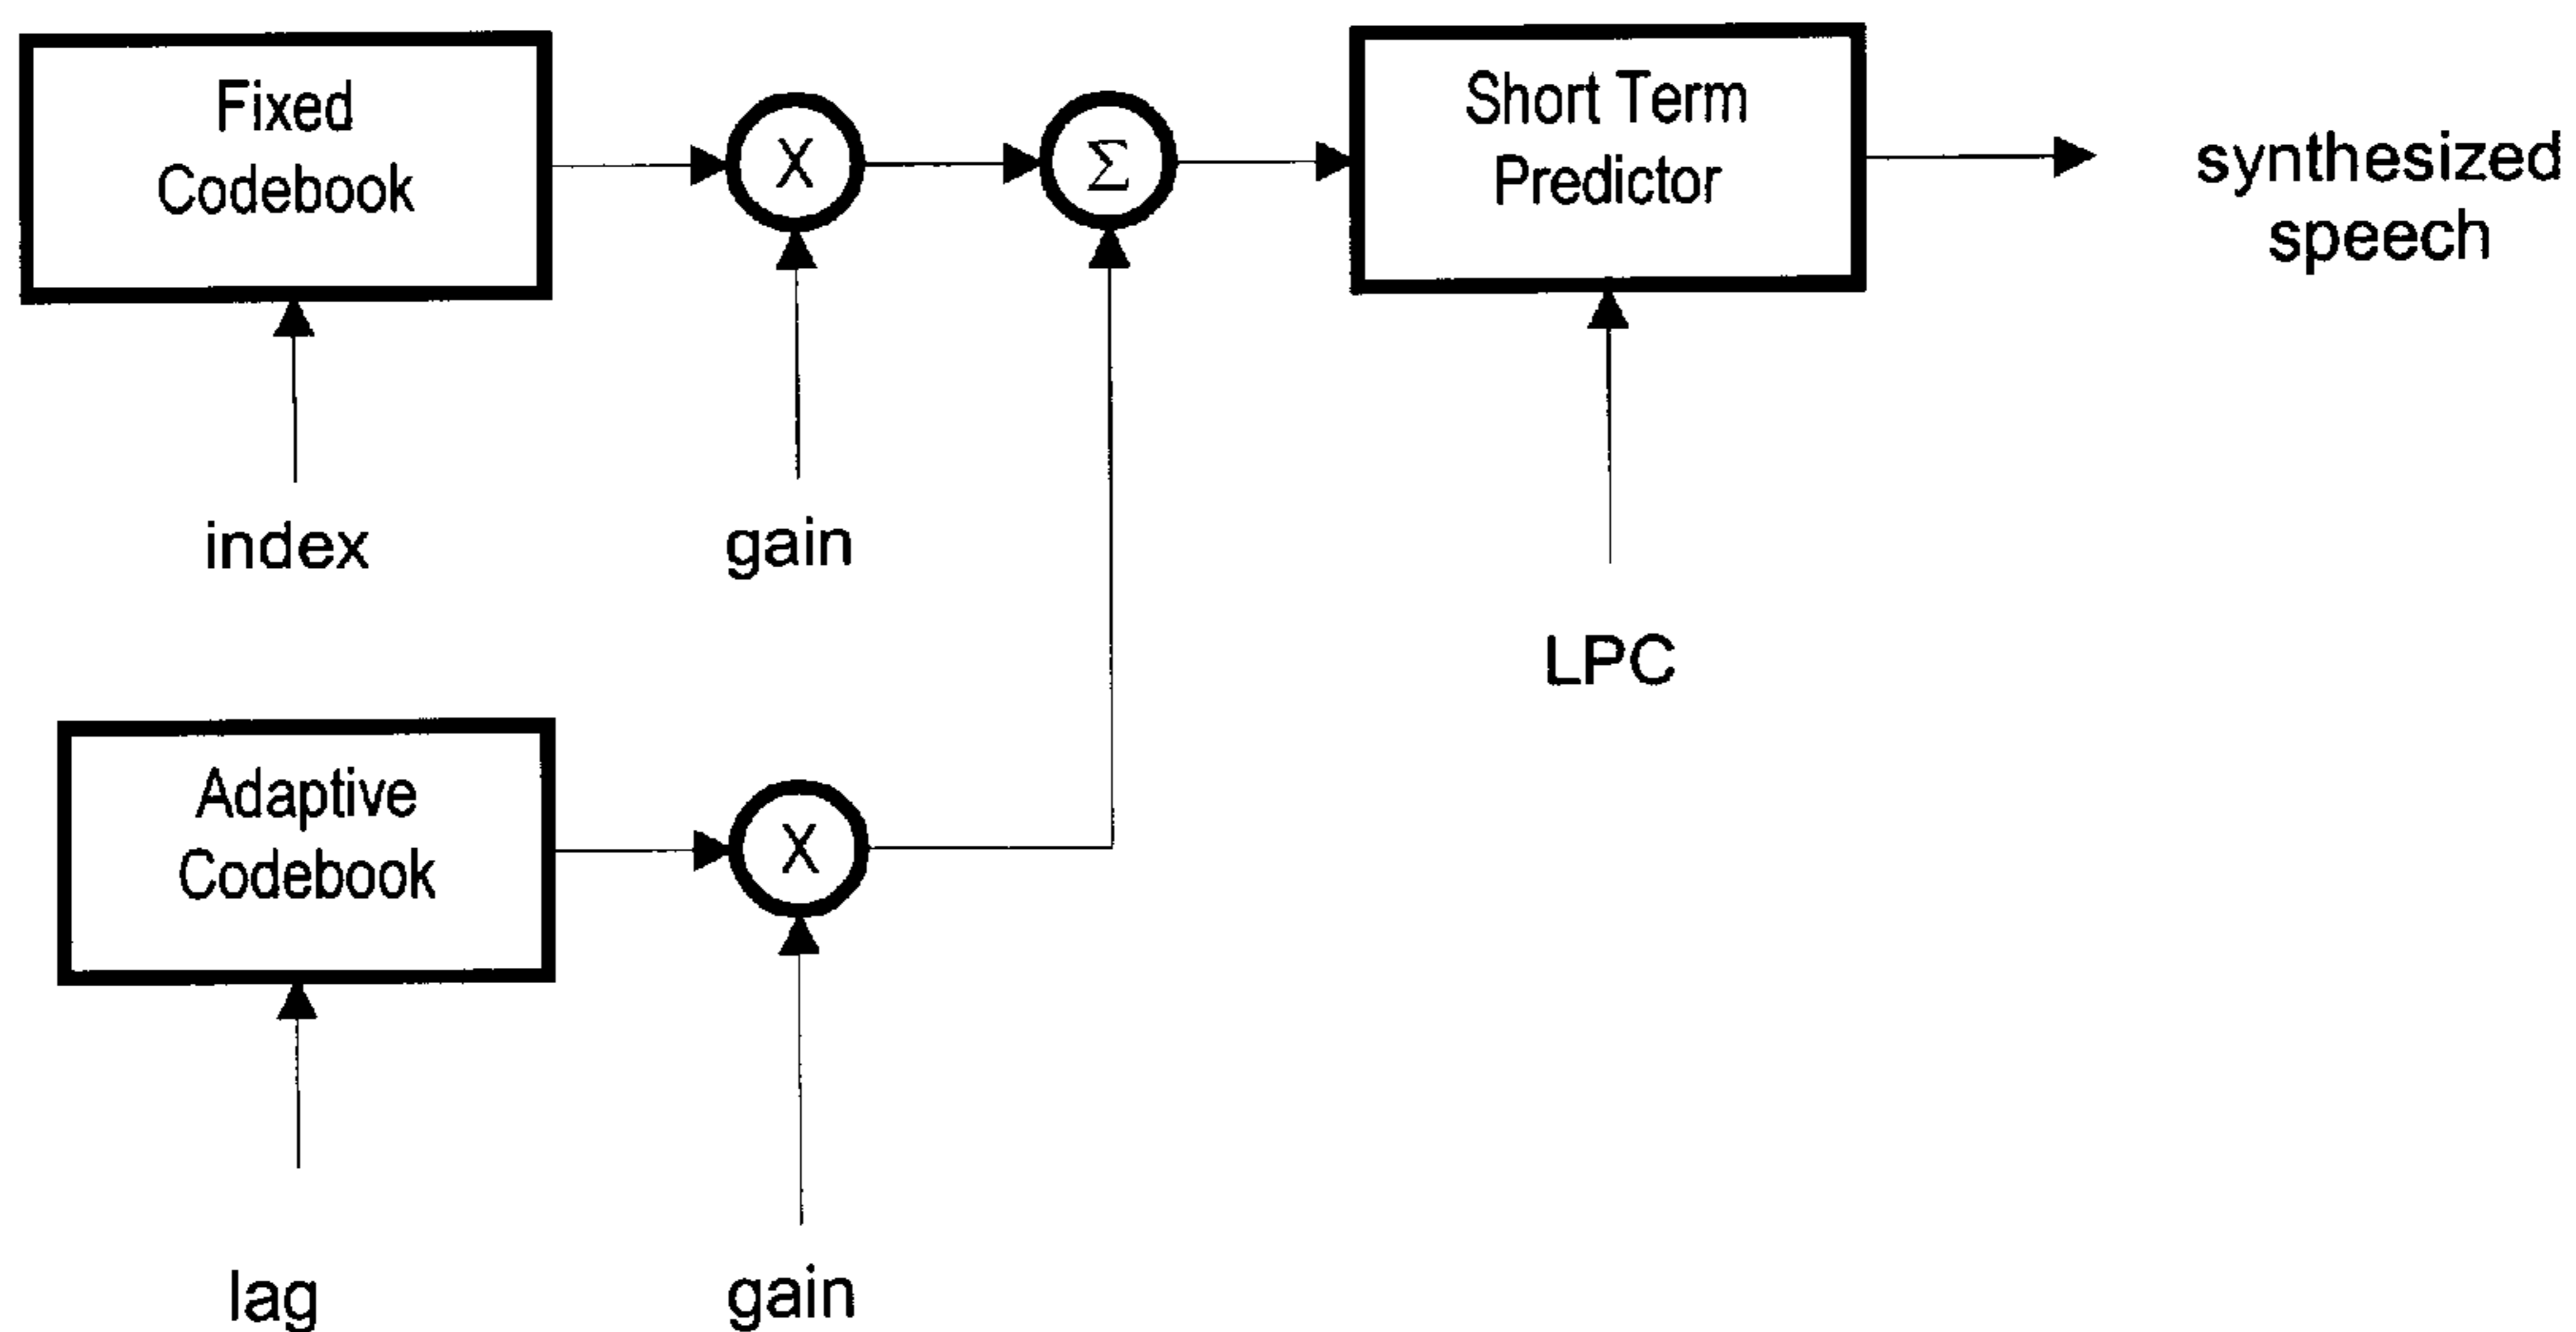 Fixed
Codebook
X
Σ
Short Term
Predictor
synthesized
speech
index
gain
LPC
Adaptive
Codebook
X
lag
gain